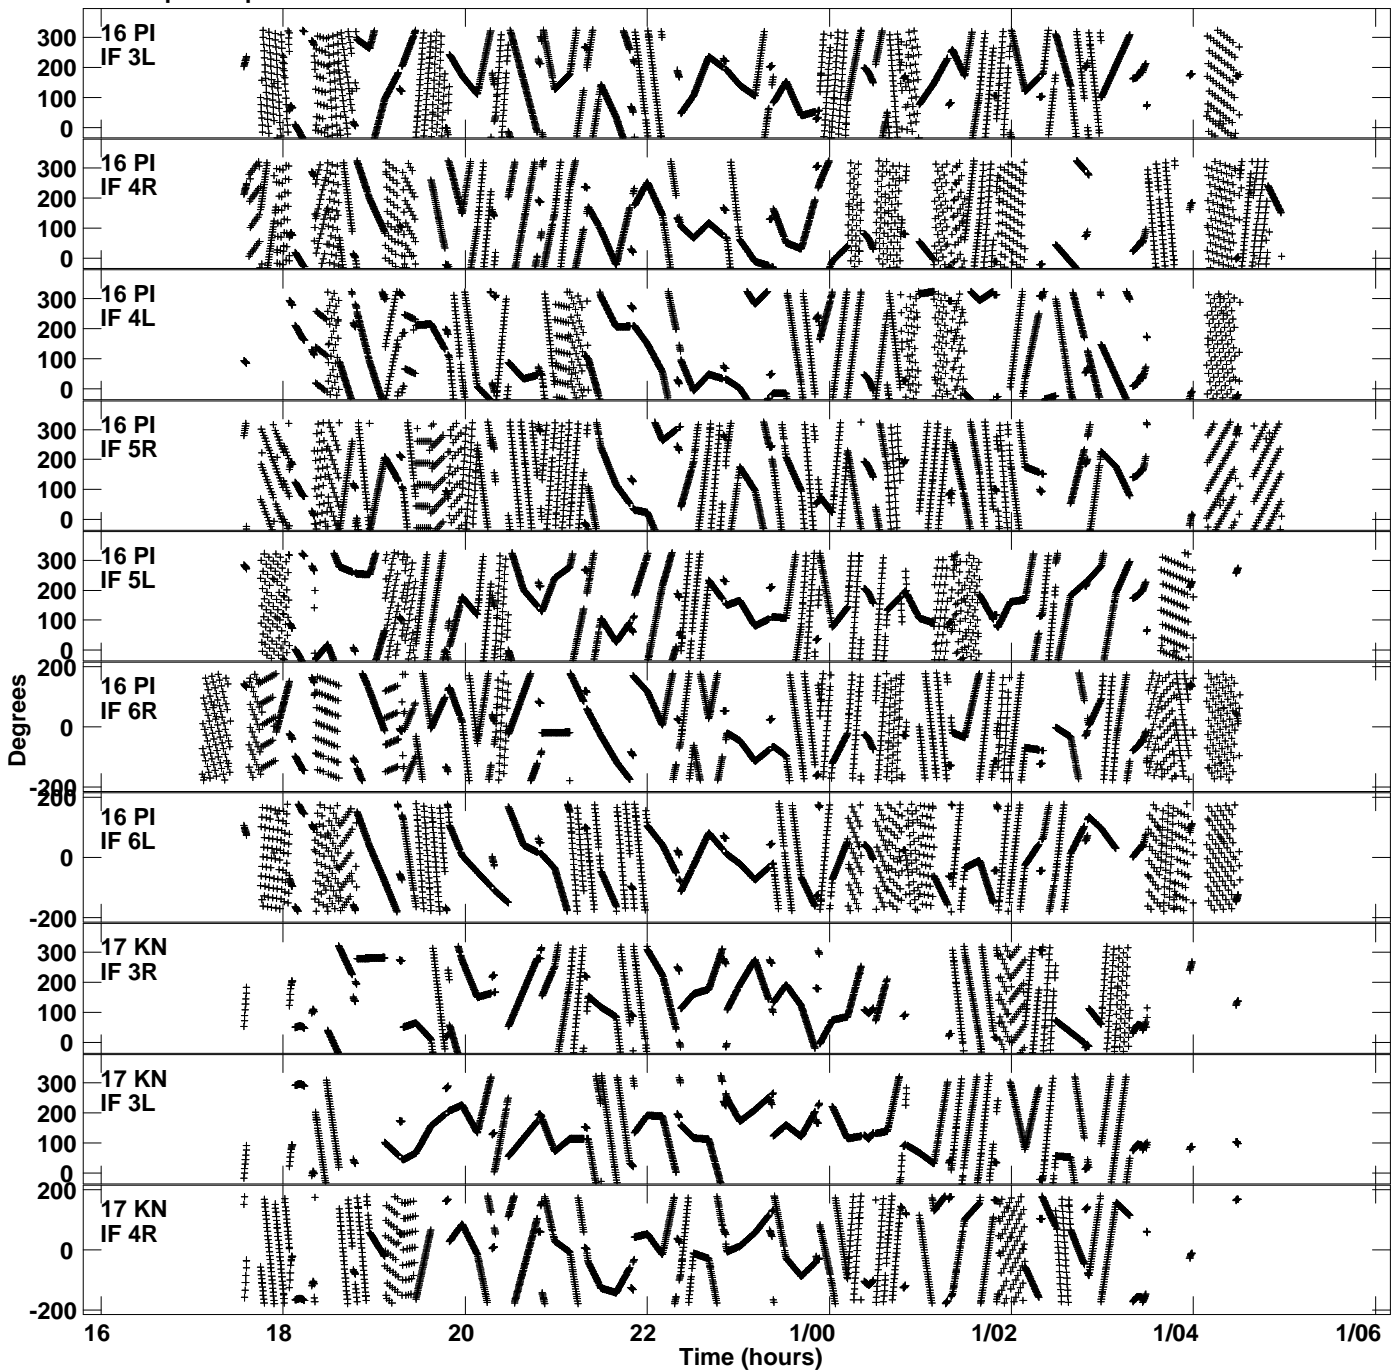 16 PI
IF 3L
300
200
100
0
16 PI
IF 4R
300
200
100
0
16 PI
IF 4L
300
200
100
0
16 PI
IF 5R
300
200
100
0
16 PI
IF 5L
300
200
100
0
16 PI
IF 6R
200
0
-200
16 PI
IF 6L
200
0
-200
17 KN
IF 3R
300
200
100
0
17 KN
IF 3L
300
200
100
0
17 KN
IF 4R
200
0
-200
Degrees
16 18 20 22 1/00 1/02 1/04 1/06
Time (hours)